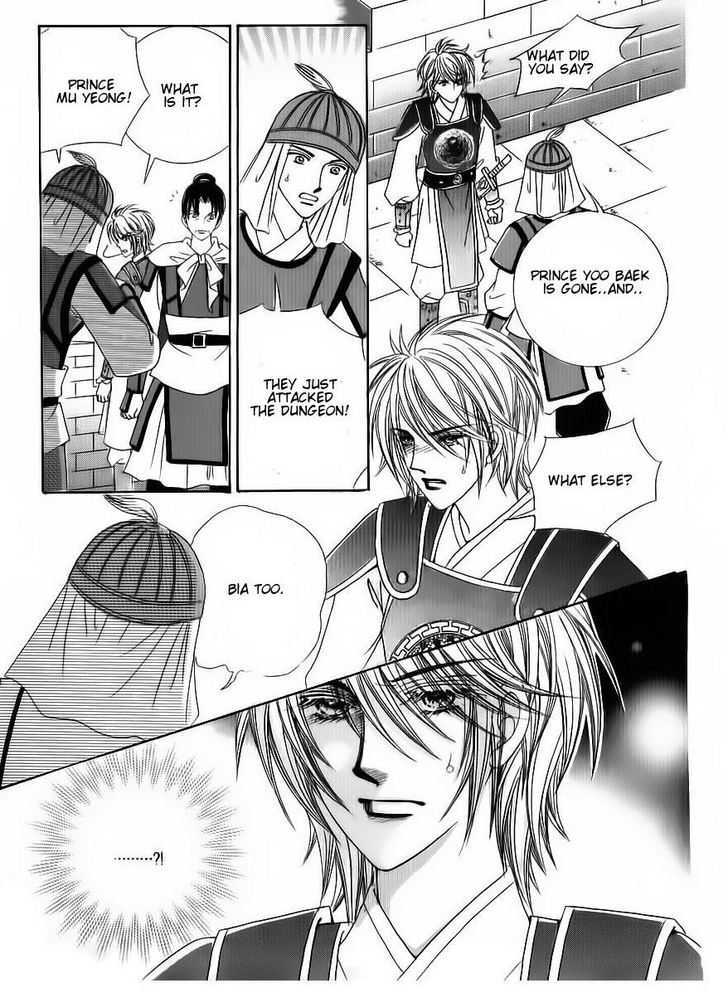 PRINCE
MU YEONG!
WHAT
IS IT?
THEY JUST
ATTACKED
THE DUNGEON!
WHAT DID
YOU SAY?
PRINCE YOO BAEK
IS GONE..AND..
WHAT ELSE?
BIA TOO.
.........?!